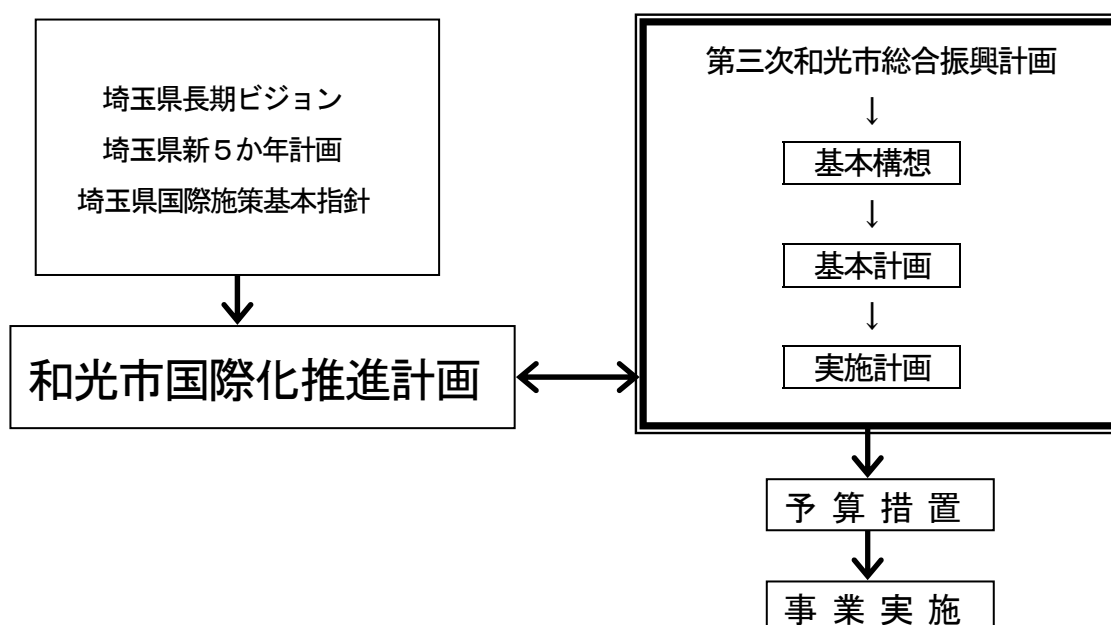 埼玉県長期ビジョン
埼玉県新５か年計画
埼玉県国際施策基本指針
和光市国際化推進計画
第三次和光市総合振興計画
↓
基本構想
↓
基本計画
↓
実施計画
予算措置
事業実施